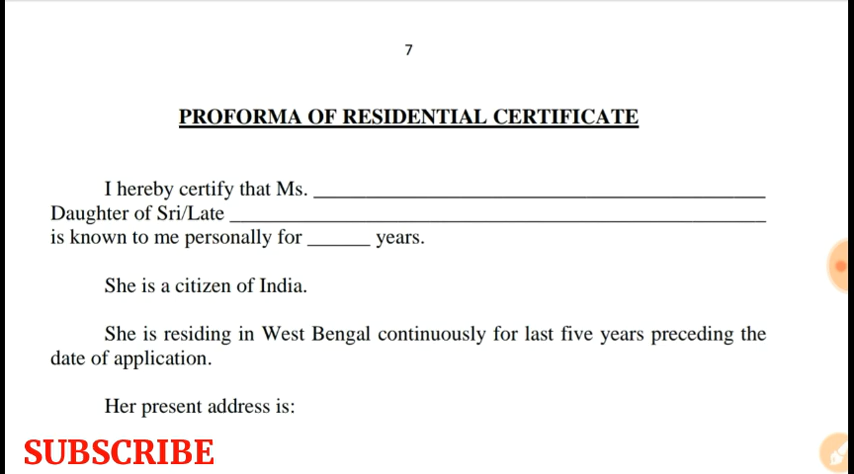 7
PROFORMA OF RESIDENTIAL CERTIFICATE
I hereby certify that Ms. ___________________________________________
Daughter of Sri/Late ___________________________________________________
is known to me personally for ______ years.
She is a citizen of India.
She is residing in West Bengal continuously for last five years preceding the
date of application.
Her present address is:
SUBSCRIBE